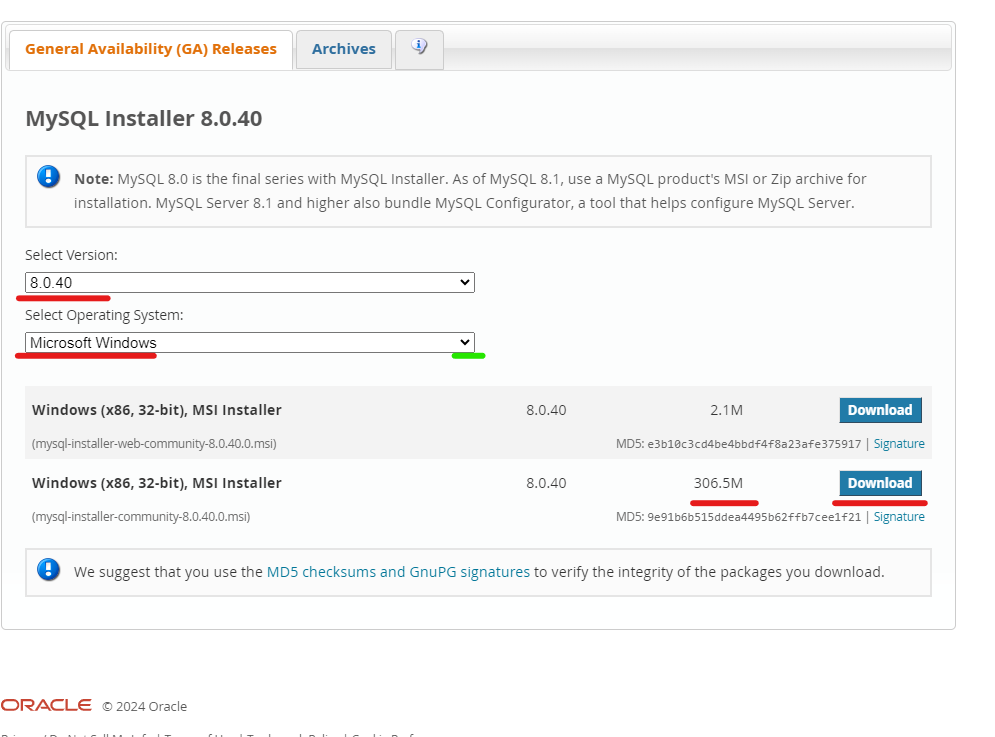 General Availability (GA) Releases
Archives
MySQL Installer 8.0.40
Note: MySQL 8.0 is the final series with MySQL Installer. As of MySQL 8.1, use a MySQL product's MSI or Zip archive for
installation. MySQL Server 8.1 and higher also bundle MySQL Configurator, a tool that helps configure MySQL Server.
Select Version:
8.0.40
Select Operating System:
Microsoft Windows
Windows (x86, 32-bit), MSI Installer 8.0.40 2.1M Download
(mysql-installer-web-community-8.0.40.0.msi) MD5: e3b10c3cd4be4bbdf4f8a23afe375917 | Signature
Windows (x86, 32-bit), MSI Installer 8.0.40 306.5M Download
(mysql-installer-community-8.0.40.0.msi) MD5: 9e91b6b515ddea4495b62ffb7cee1f21 | Signature
We suggest that you use the MD5 checksums and GnuPG signatures to verify the integrity of the packages you download.
ORACLE © 2024 Oracle